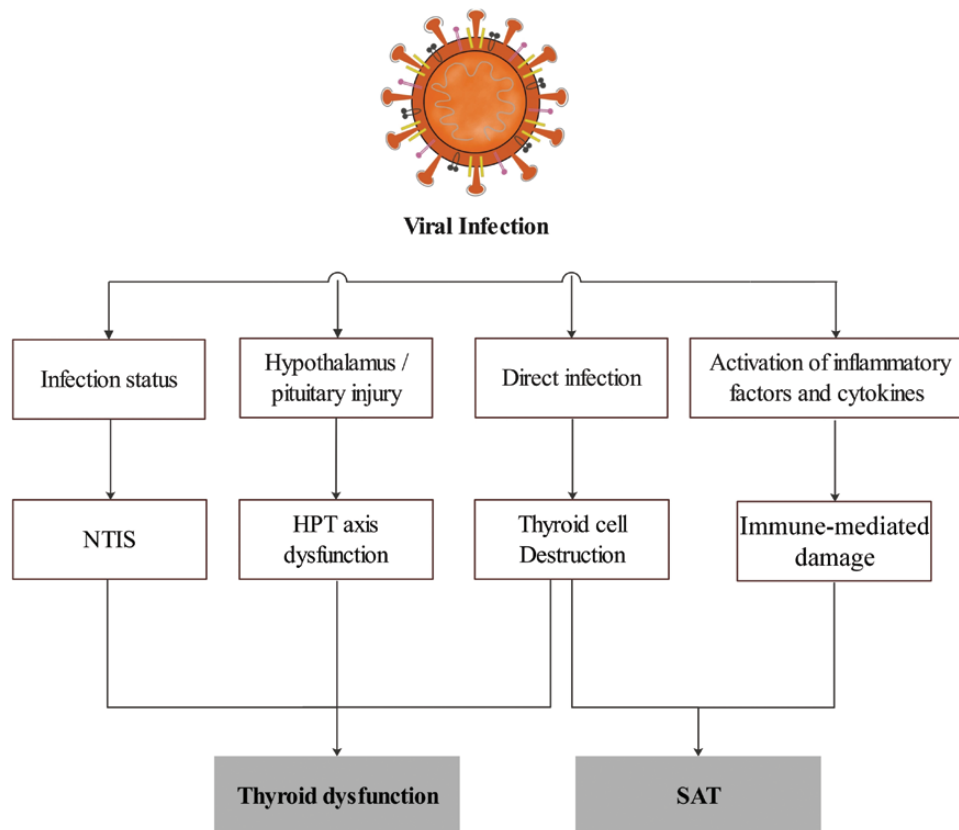 Viral Infection
Infection status
Hypothalamus /
pituitary injury
Direct infection
Activation of inflammatory
factors and cytokines
NTIS
HPT axis
dysfunction
Thyroid cell
Destruction
Immune-mediated
damage
Thyroid dysfunction
SAT